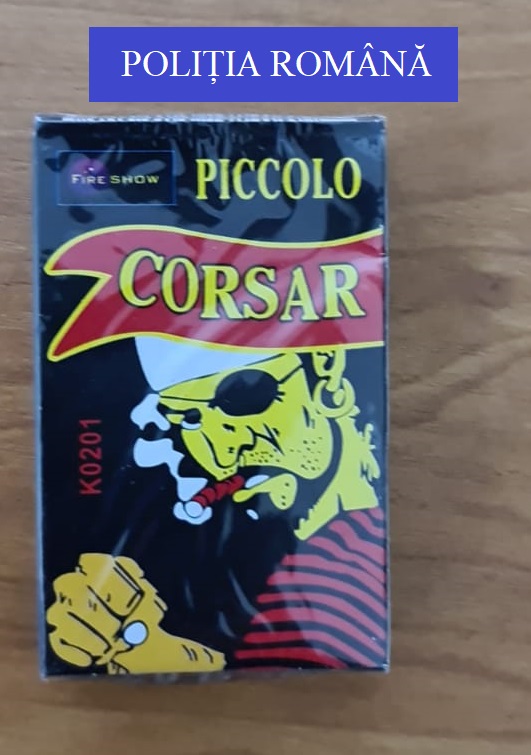 POLIȚIA ROMÂNĂ
FIRE SHOW
PICCOLO
CORSAR
K0201